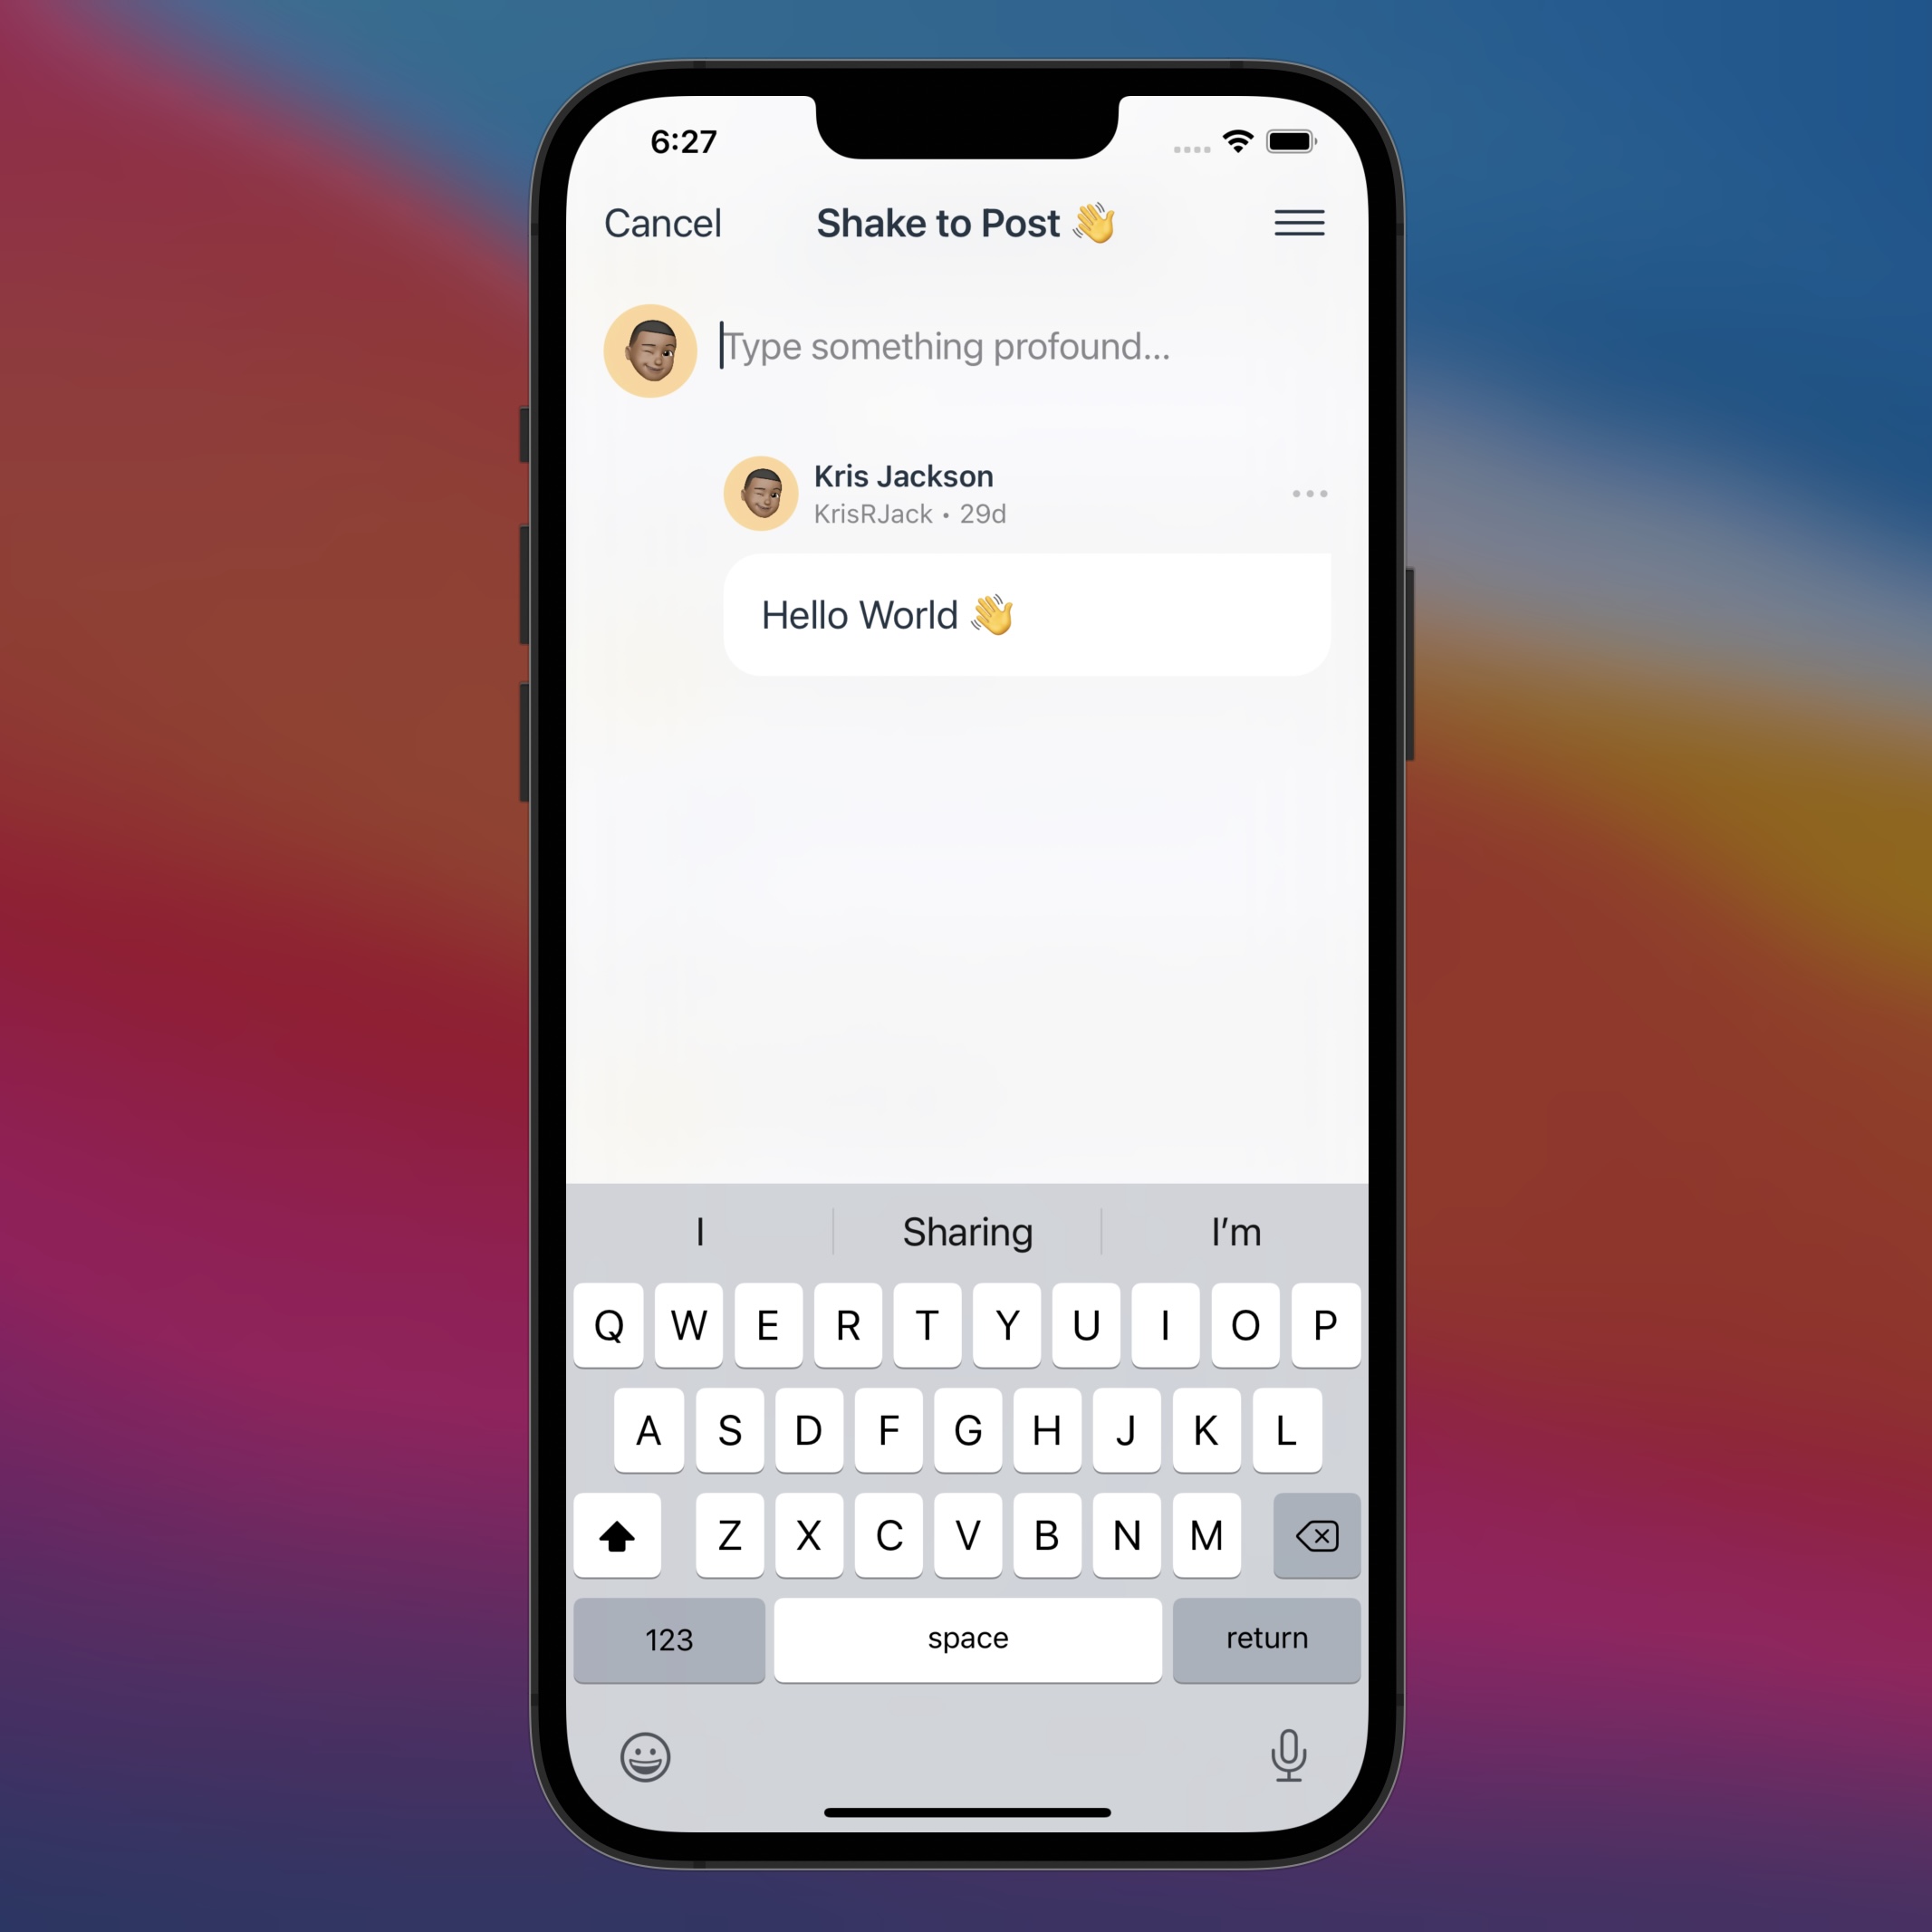 6:27
Cancel Shake to Post 👋
Type something profound...
Kris Jackson
KrisRJack • 29d
Hello World 👋
I Sharing I’m
Q W E R T Y U I O P
A S D F G H J K L
Z X C V B N M
123 space return